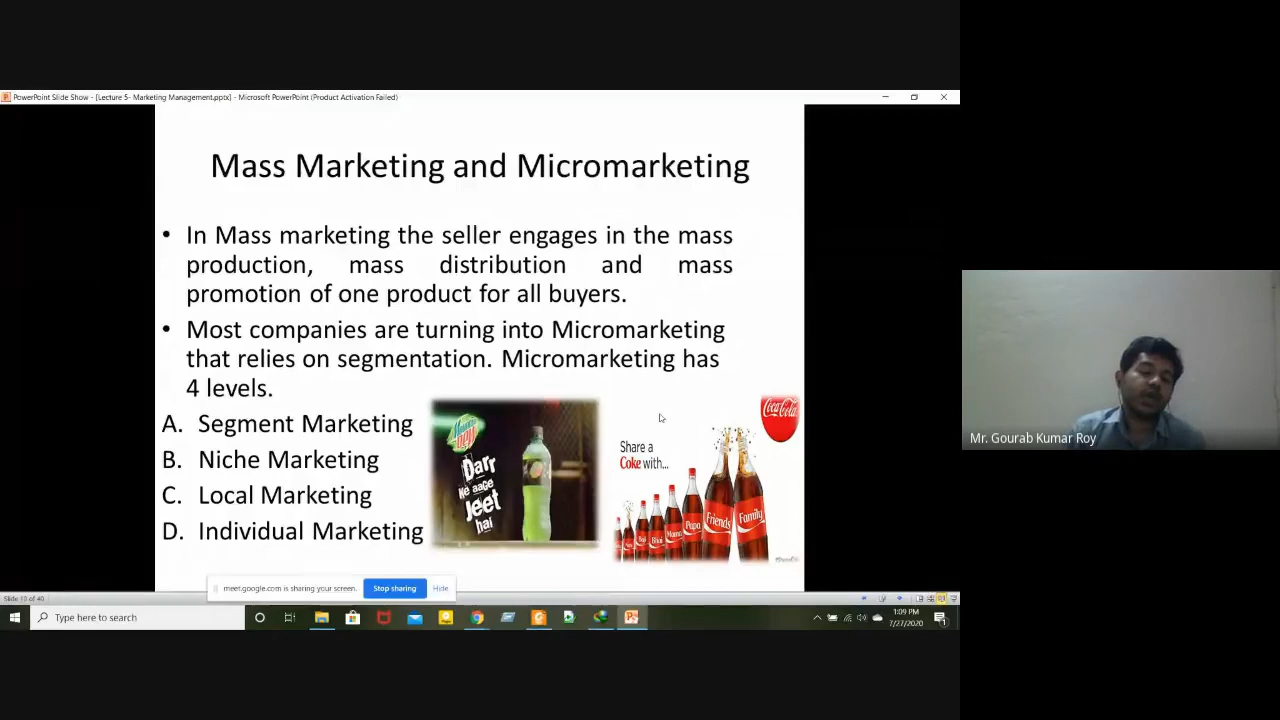 PowerPoint Slide Show - [Lecture 5- Marketing Management.pptx] - Microsoft PowerPoint (Product Activation Failed)
Mass Marketing and Micromarketing
• In Mass marketing the seller engages in the mass
production, mass distribution and mass
promotion of one product for all buyers.
• Most companies are turning into Micromarketing
that relies on segmentation. Micromarketing has
4 levels.
A. Segment Marketing
B. Niche Marketing
C. Local Marketing
D. Individual Marketing
Darr
Ke aage
Jeet
hai
Coca-Cola
Share a
Coke with...
Bhai
Mama
Papa
Friends
Family
Mr. Gourab Kumar Roy
meet.google.com is sharing your screen.
Stop sharing
Hide
Type here to search
1:09 PM
7/27/2020